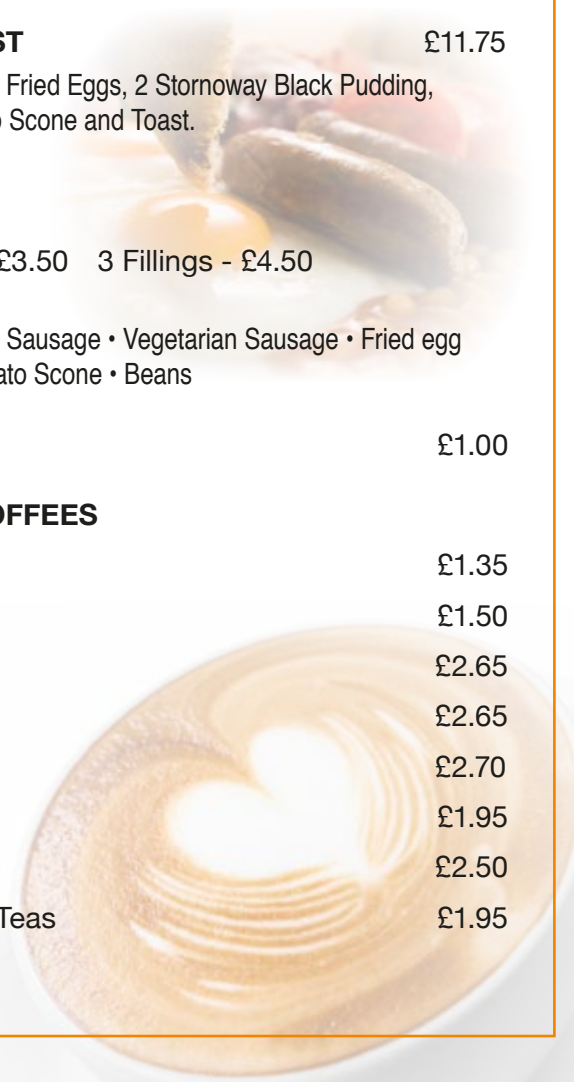 ST £11.75
Fried Eggs, 2 Stornoway Black Pudding,
o Scone and Toast.
£3.50 3 Fillings - £4.50
Sausage • Vegetarian Sausage • Fried egg
ato Scone • Beans
£1.00
OFFEES
£1.35
£1.50
£2.65
£2.65
£2.70
£1.95
£2.50
Teas £1.95